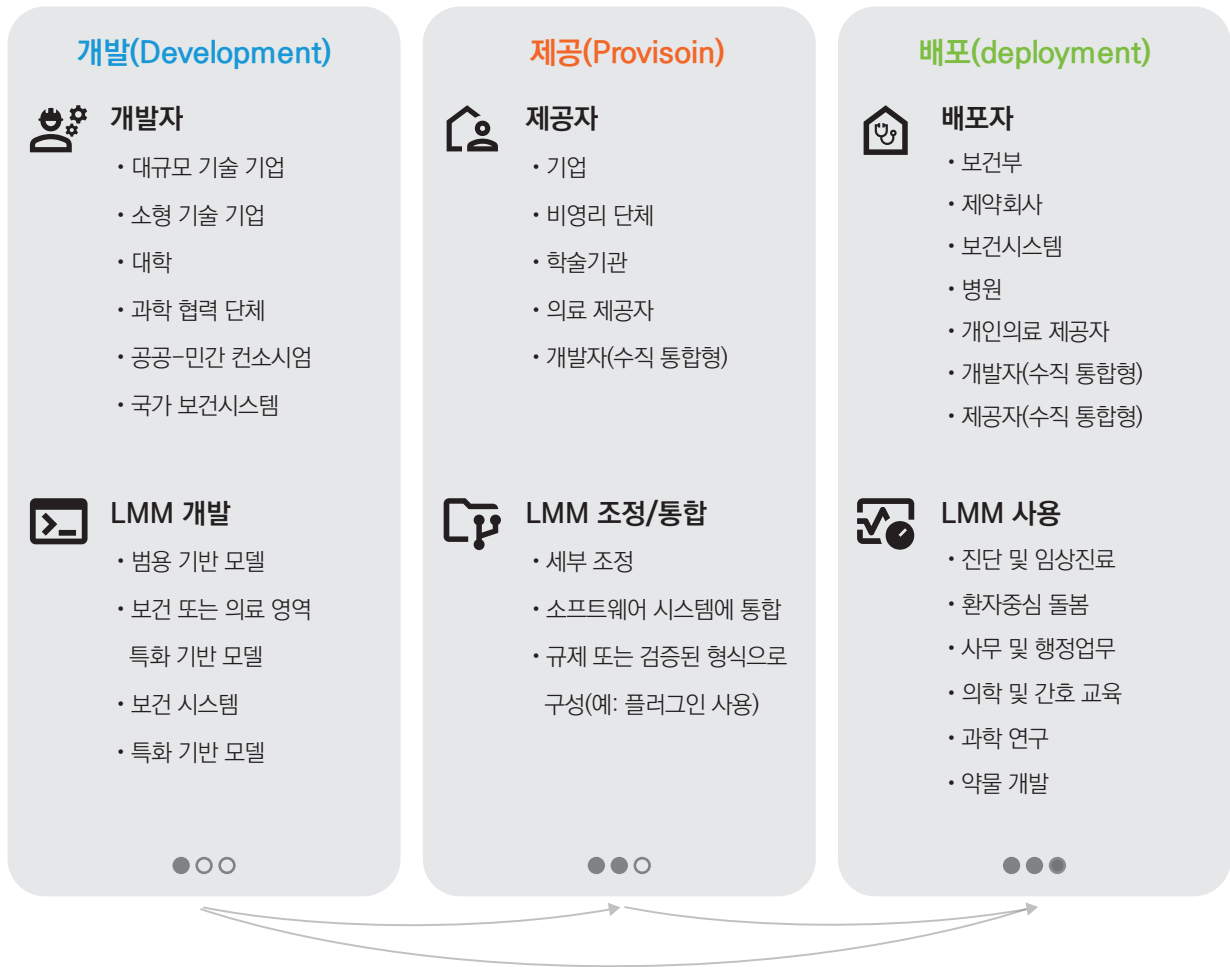 개발(Development)
개발자
• 대규모 기술 기업
• 소형 기술 기업
• 대학
• 과학 협력 단체
• 공공-민간 컨소시엄
• 국가 보건시스템
LMM 개발
• 범용 기반 모델
• 보건 또는 의료 영역
특화 기반 모델
• 보건 시스템
• 특화 기반 모델
제공(Provisoin)
제공자
• 기업
• 비영리 단체
• 학술기관
• 의료 제공자
• 개발자(수직 통합형)
LMM 조정/통합
• 세부 조정
• 소프트웨어 시스템에 통합
• 규제 또는 검증된 형식으로
구성(예: 플러그인 사용)
배포(deployment)
배포자
• 보건부
• 제약회사
• 보건시스템
• 병원
• 개인의료 제공자
• 개발자(수직 통합형)
• 제공자(수직 통합형)
LMM 사용
• 진단 및 임상진료
• 환자중심 돌봄
• 사무 및 행정업무
• 의학 및 간호 교육
• 과학 연구
• 약물 개발